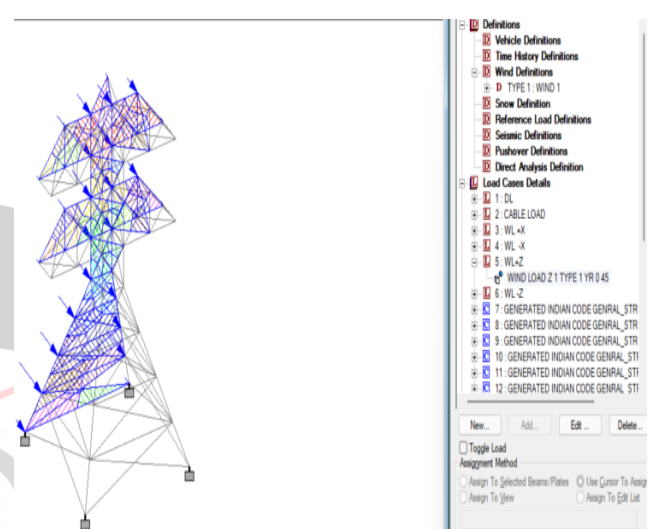 Definitions
Vehicle Definitions
Time History Definitions
Wind Definitions
TYPE 1 : WIND 1
Snow Definition
Reference Load Definitions
Seismic Definitions
Pushover Definitions
Direct Analysis Definition
Load Cases Details
1 : DL
2 : CABLE LOAD
3 : WL +X
4 : WL -X
5 : WL+Z
WIND LOAD Z 1 TYPE 1 YR 0 45
6 : WL -Z
7 : GENERATED INDIAN CODE GENRAL_STR
8 : GENERATED INDIAN CODE GENRAL_STR
9 : GENERATED INDIAN CODE GENRAL_STR
10 : GENERATED INDIAN CODE GENRAL_STF
11 : GENERATED INDIAN CODE GENRAL_STF
12 : GENERATED INDIAN CODE GENRAL_STF
New... Add... Edit ... Delete...
Toggle Load
Assignment Method
Assign To Selected Beams/Plates Use Cursor To Assign
Assign To View Assign To Edit List